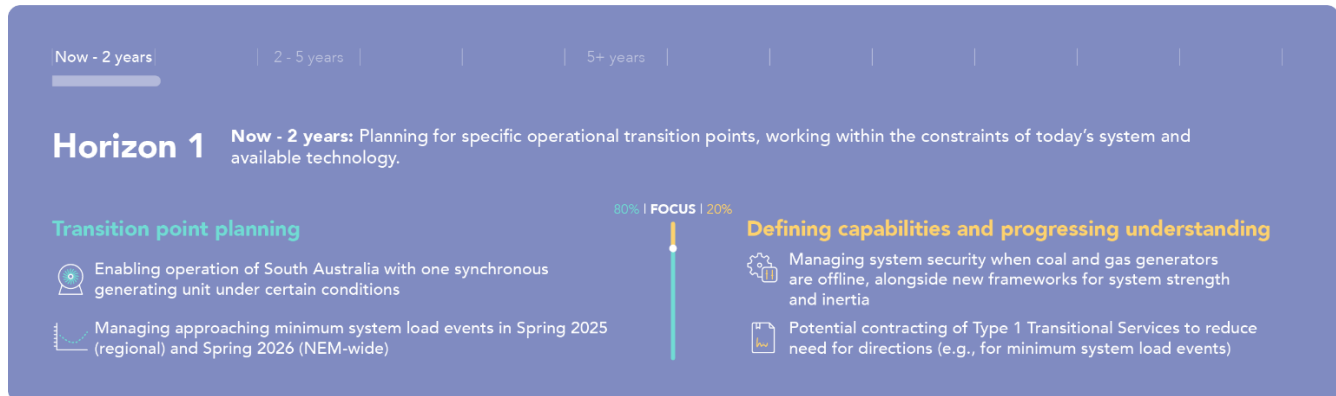 Now - 2 years
2 - 5 years
5+ years
Horizon 1
Now - 2 years: Planning for specific operational transition points, working within the constraints of today's system and
available technology.
80% | FOCUS | 20%
Transition point planning
Enabling operation of South Australia with one synchronous
generating unit under certain conditions
Managing approaching minimum system load events in Spring 2025
(regional) and Spring 2026 (NEM-wide)
Defining capabilities and progressing understanding
Managing system security when coal and gas generators
are offline, alongside new frameworks for system strength
and inertia
Potential contracting of Type 1 Transitional Services to reduce
need for directions (e.g., for minimum system load events)